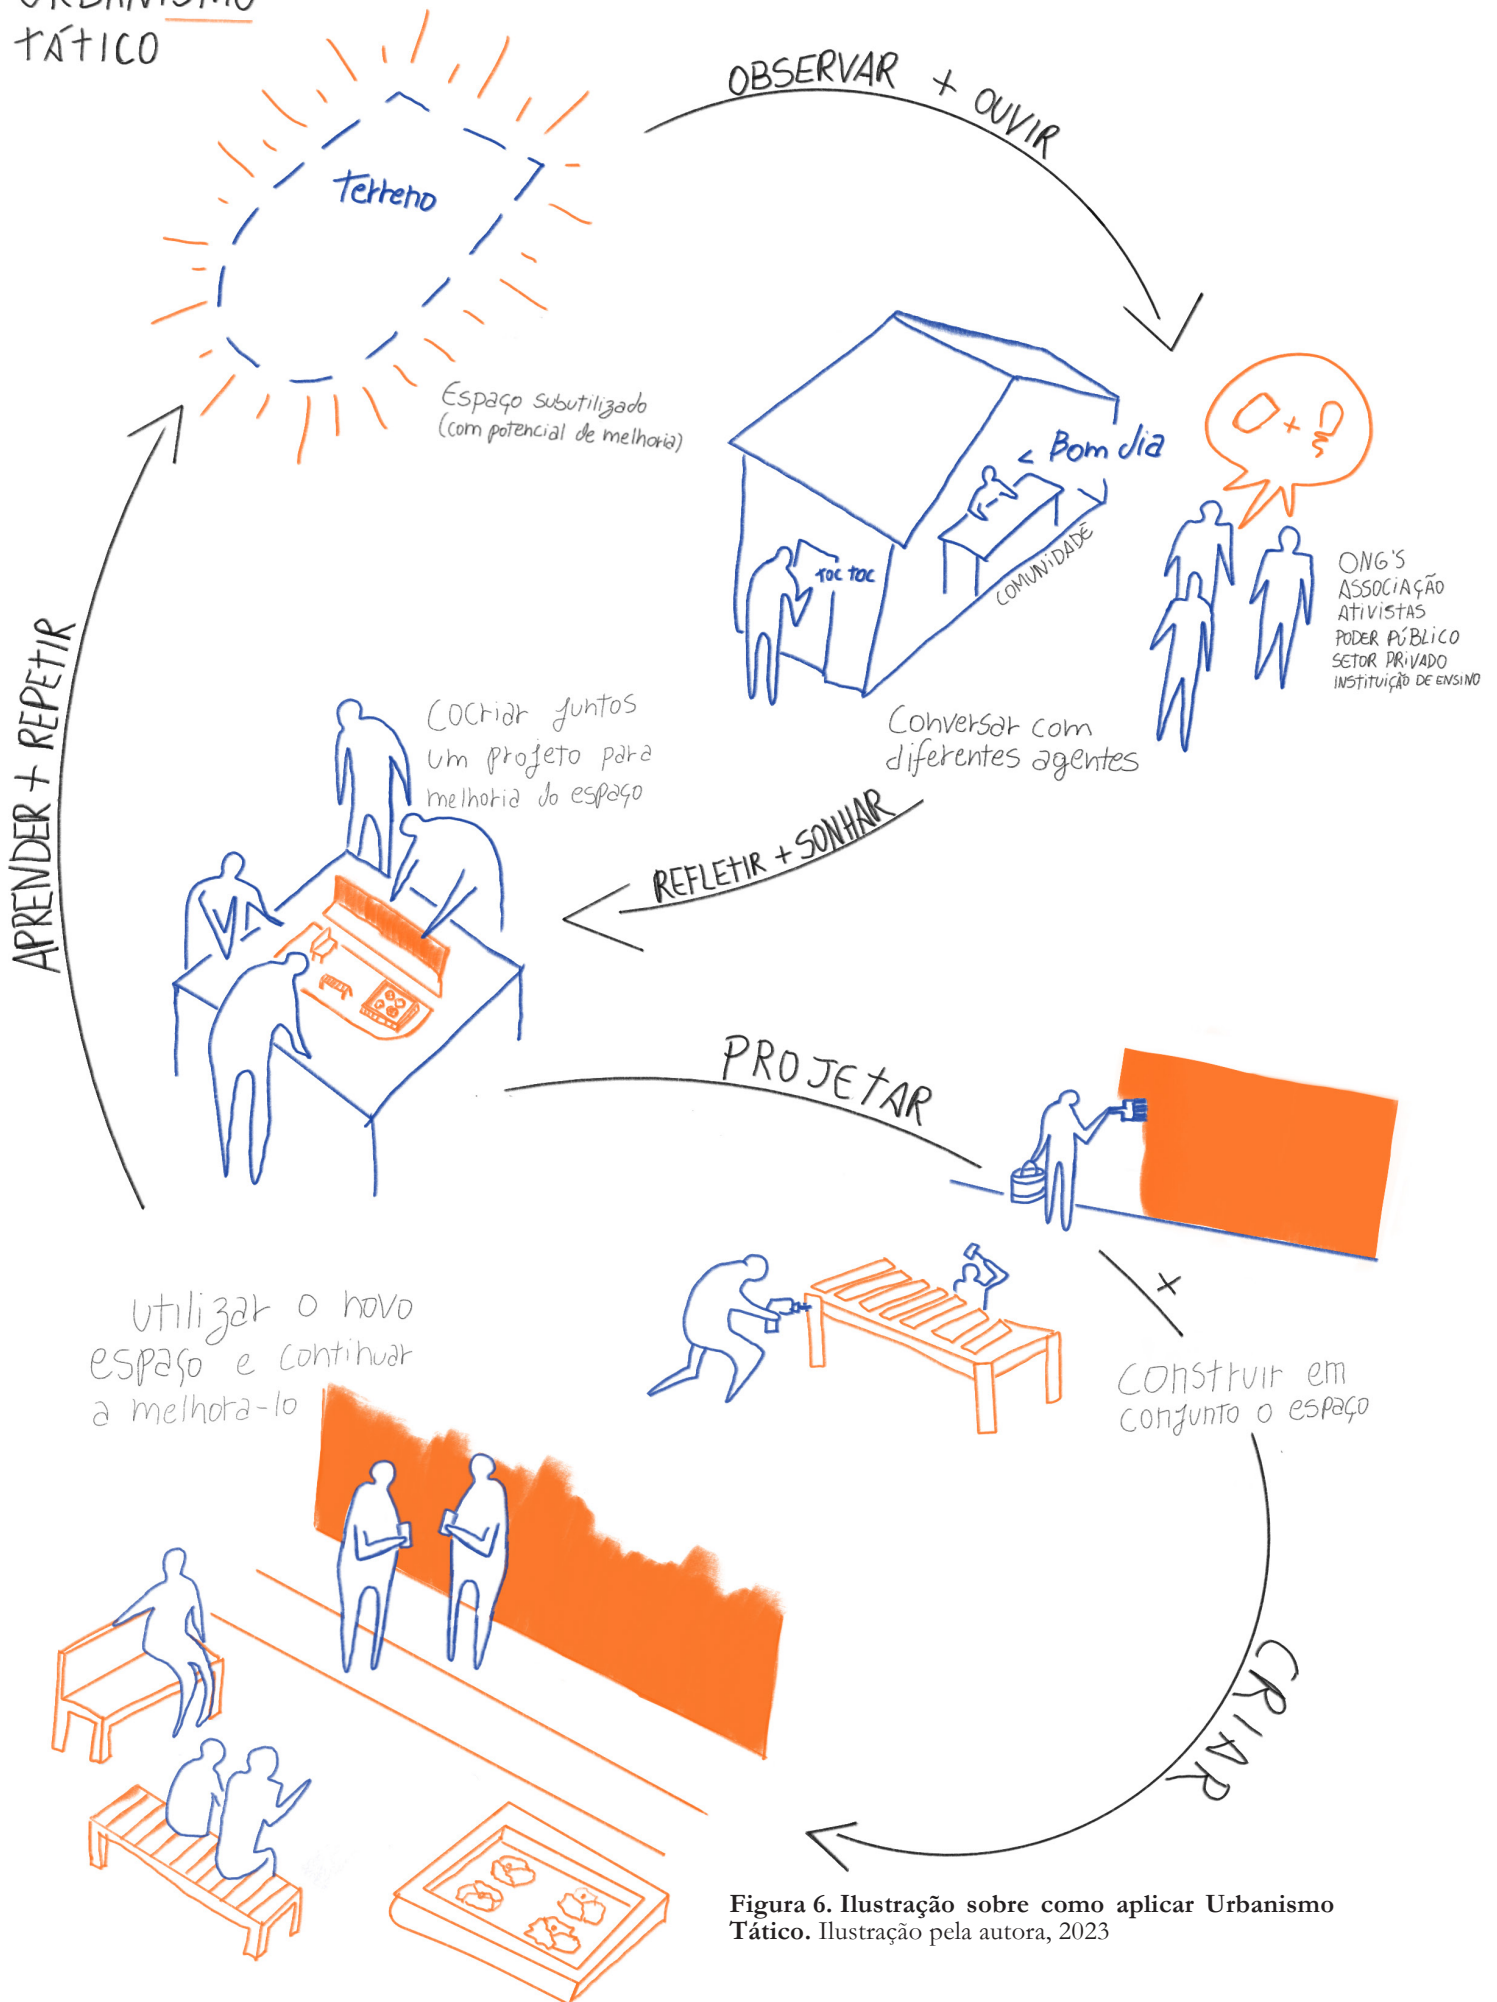 URBANISMO
TÁTICO
OBSERVAR + OUVIR
Terreno
Espaço subutilizado
(com potencial de melhoria)
< Bom dia
TOC TOC
COMUNIDADE
ONG'S
ASSOCIAÇÃO
ATIVISTAS
PODER PÚBLICO
SETOR PRIVADO
INSTITUIÇÃO DE ENSINO
+
Conversar com
diferentes agentes
REFLETIR + SONHAR
Cocriar juntos
um projeto para
melhoria do espaço
APRENDER + REPETIR
PROJETAR
+
Construir em
conjunto o espaço
CRIAR
utilizar o novo
espaço e continuar
a melhora-lo
Figura 6. Ilustração sobre como aplicar Urbanismo
Tático. Ilustração pela autora, 2023